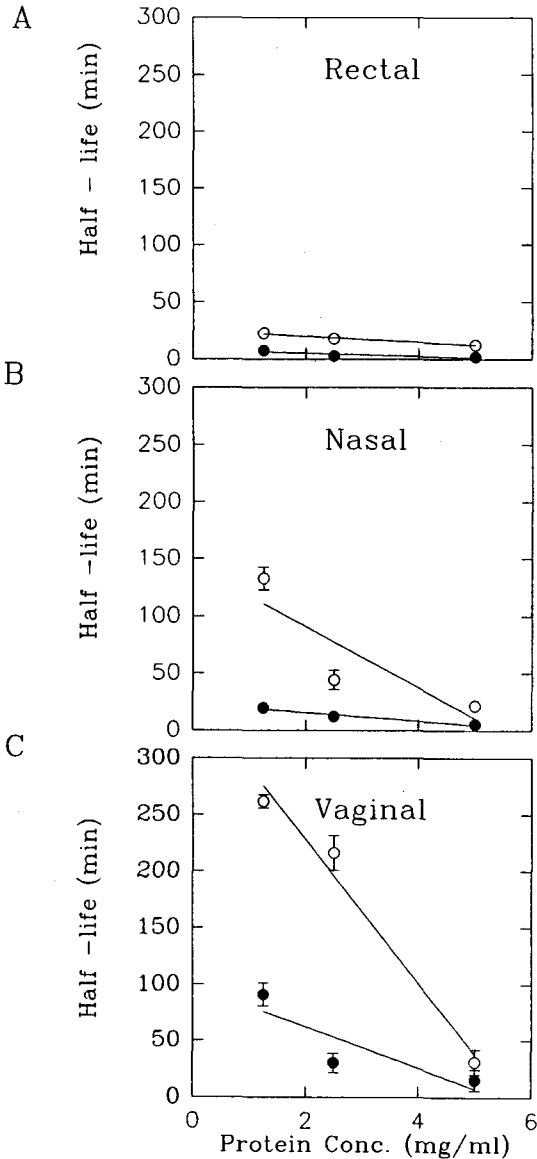 A
300
250
200
150
100
50
0
Half - life (min)
Rectal
B
300
250
200
150
100
50
0
Half -life (min)
Nasal
C
300
250
200
150
100
50
0
Half -life (min)
Vaginal
0 2 4 6
Protein Conc. (mg/ml)